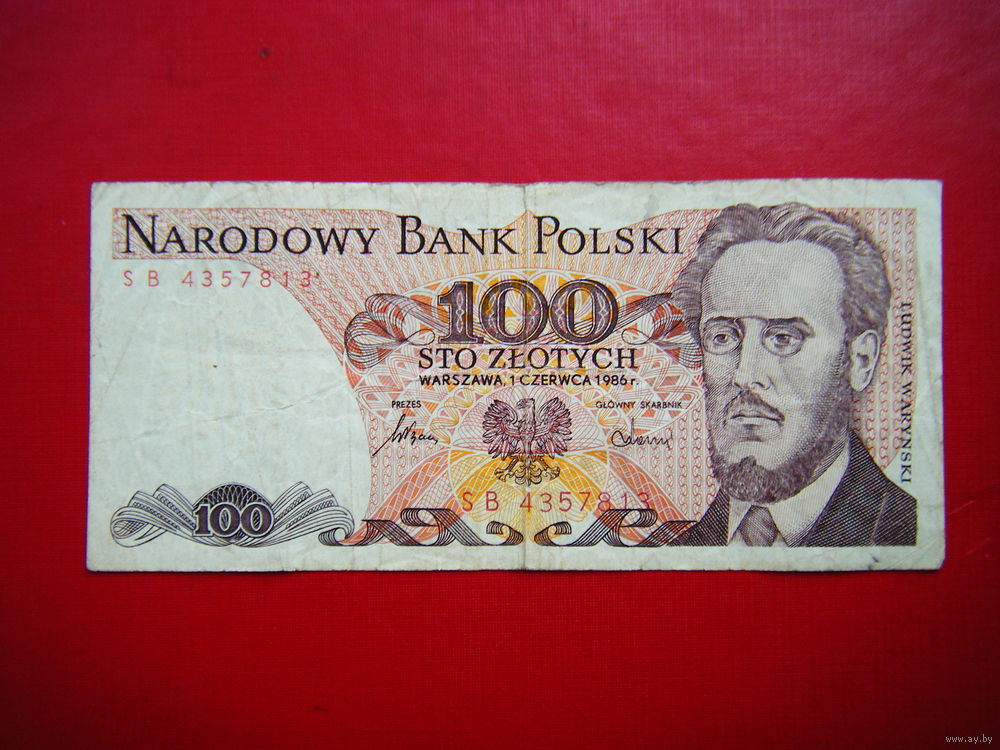 NARODOWY BANK POLSKI
SB 4357813
100
STO ZŁOTYCH
WARSZAWA, 1 CZERWCA 1986 r.
PREZES GŁÓWNY SKARBNIK
SB 4357813
100
LUDWIK WARYŃSKI
www.ay.by